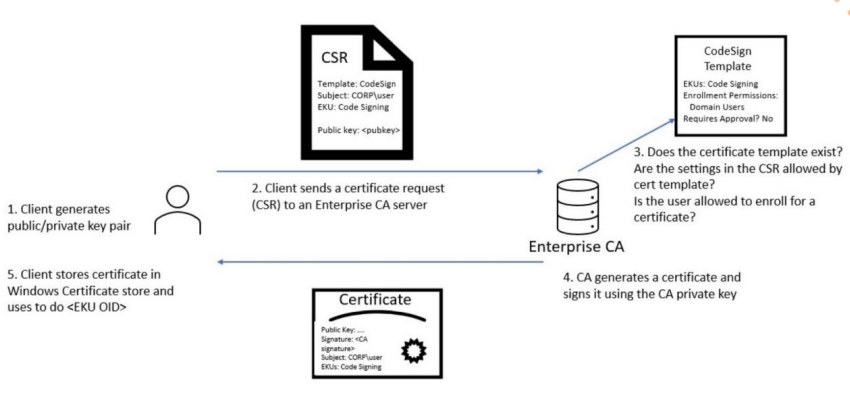 CSR
Template: CodeSign
Subject: CORP\user
EKU: Code Signing
Public key: <pubkey>
CodeSign
Template
EKUs: Code Signing
Enrollment Permissions:
Domain Users
Requires Approval? No
1. Client generates
public/private key pair
2. Client sends a certificate request
(CSR) to an Enterprise CA server
3. Does the certificate template exist?
Are the settings in the CSR allowed by
cert template?
Is the user allowed to enroll for a
certificate?
Enterprise CA
4. CA generates a certificate and
signs it using the CA private key
5. Client stores certificate in
Windows Certificate store and
uses to do <EKU OID>
Certificate
Public Key: ....
Signature: <CA
signature>
Subject: CORP\user
EKUs: Code Signing